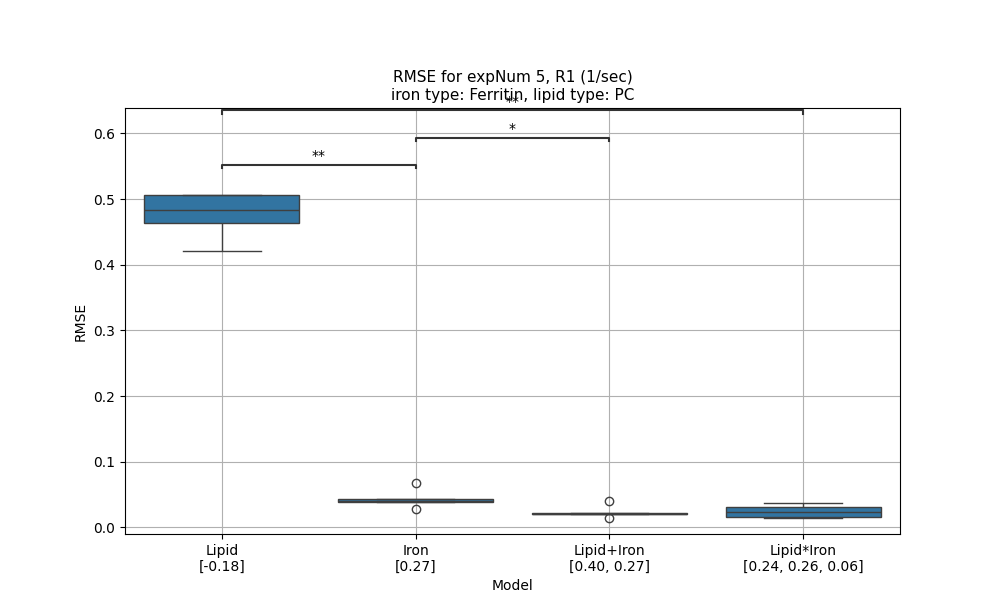 RMSE for expNum 5, R1 (1/sec)
iron type: Ferritin, lipid type: PC
**
*
**
0.6
0.5
0.4
0.3
0.2
0.1
0.0
RMSE
Lipid
[-0.18]
Iron
[0.27]
Lipid+Iron
[0.40, 0.27]
Lipid*Iron
[0.24, 0.26, 0.06]
Model